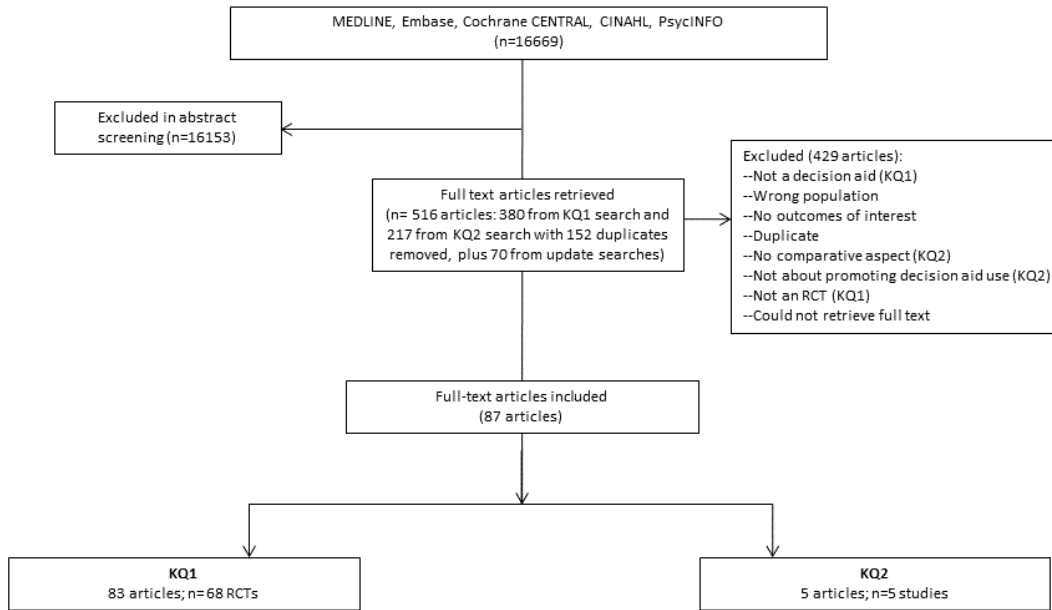 MEDLINE, Embase, Cochrane CENTRAL, CINAHL, PsycINFO
(n=16669)
Excluded in abstract
screening (n=16153)
Full text articles retrieved
(n= 516 articles: 380 from KQ1 search and
217 from KQ2 search with 152 duplicates
removed, plus 70 from update searches)
Excluded (429 articles):
--Not a decision aid (KQ1)
--Wrong population
--No outcomes of interest
--Duplicate
--No comparative aspect (KQ2)
--Not about promoting decision aid use (KQ2)
--Not an RCT (KQ1)
--Could not retrieve full text
Full-text articles included
(87 articles)
KQ1
83 articles; n=68 RCTs
KQ2
5 articles; n=5 studies